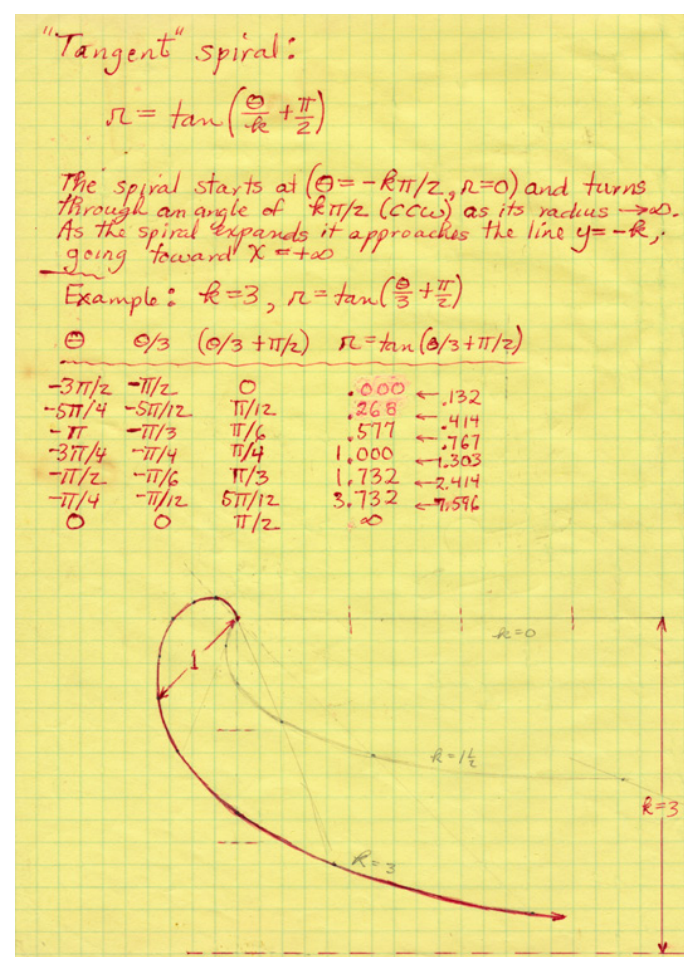 "Tangent" spiral:
r = tan(θ/k + π/2)
The spiral starts at (θ = -kπ/2, r=0) and turns
through an angle of kπ/2 (ccw) as its radius →∞.
As the spiral expands it approaches the line y = -k,
going toward X = +∞
Example: k=3, r = tan(θ/3 + π/2)
θ θ/3 (θ/3 + π/2) r = tan(θ/3 + π/2)
-3π/2 -π/2 0 .000 ← .132
-5π/4 -5π/12 π/12 .268 ← .414
-π -π/3 π/6 .577 ← .767
-3π/4 -π/4 π/4 1.000 ← 1.303
-π/2 -π/6 π/3 1.732 ← 2.414
-π/4 -π/12 5π/12 3.732 ← 7.596
0 0 π/2 ∞
k=0
1
k=1½
k=3
k=3